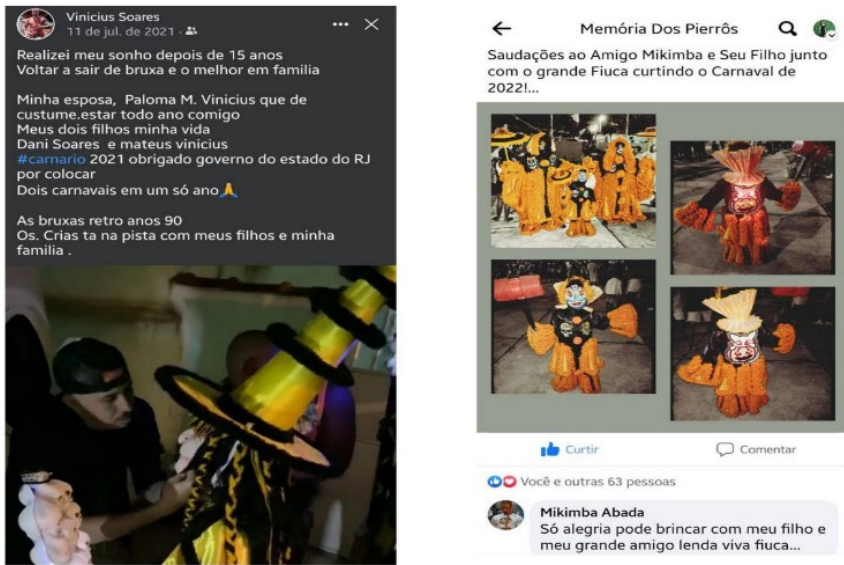 Vinicius Soares
11 de jul. de 2021 ·
Realizei meu sonho depois de 15 anos
Voltar a sair de bruxa e o melhor em familia
Minha esposa, Paloma M. Vinicius que de
custume.estar todo ano comigo
Meus dois filhos minha vida
Dani Soares e mateus vinicius
#carnario 2021 obrigado governo do estado do RJ
por colocar
Dois carnavais em um só ano🙏
As bruxas retro anos 90
Os. Crias ta na pista com meus filhos e minha
familia .
Memória Dos Pierrôs
Saudações ao Amigo Mikimba e Seu Filho junto
com o grande Fiuca curtindo o Carnaval de
2022!...
Curtir
Comentar
Você e outras 63 pessoas
Mikimba Abada
Só alegria pode brincar com meu filho e
meu grande amigo lenda viva fiuca...